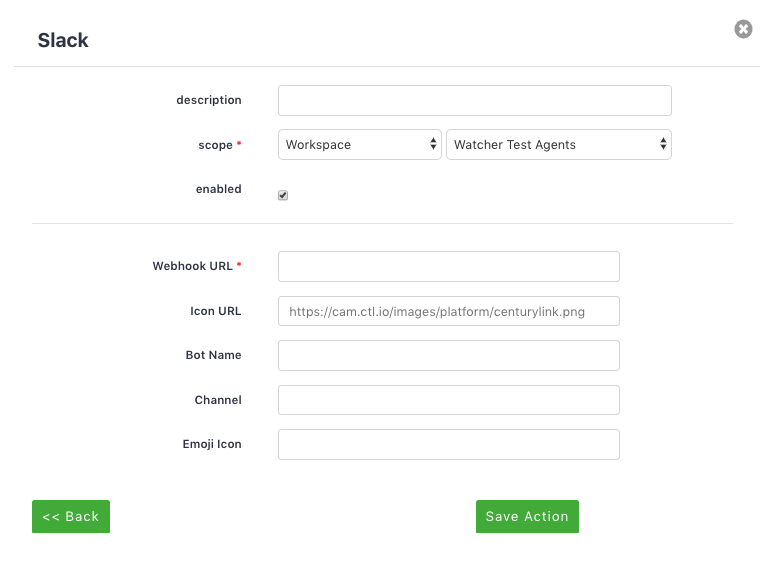 Slack
description
scope * Workspace Watcher Test Agents
enabled
Webhook URL *
Icon URL https://cam.ctl.io/images/platform/centurylink.png
Bot Name
Channel
Emoji Icon
<< Back Save Action